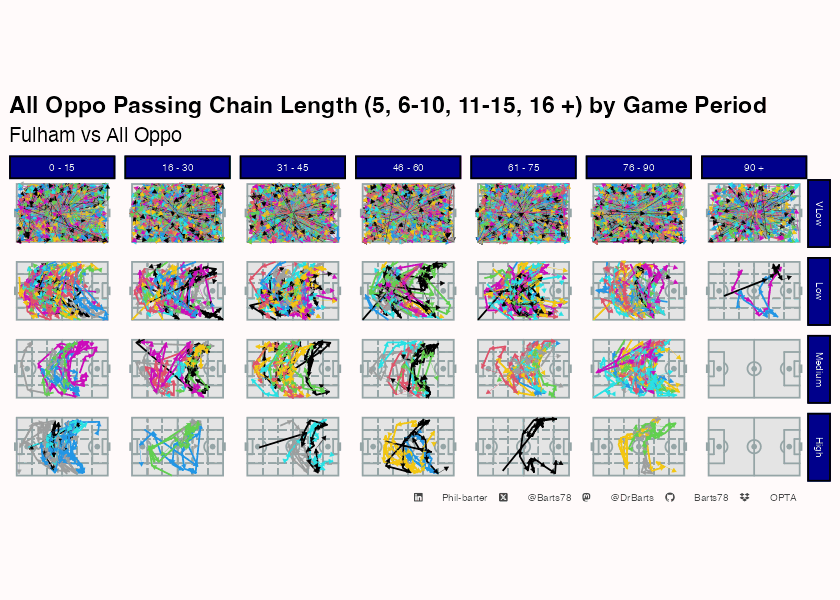 All Oppo Passing Chain Length (5, 6-10, 11-15, 16 +) by Game Period
Fulham vs All Oppo
0 - 15 16 - 30 31 - 45 46 - 60 61 - 75 76 - 90 90 +
VLow
Low
Medium
High
Phil-barter @Barts78 @DrBarts Barts78 OPTA